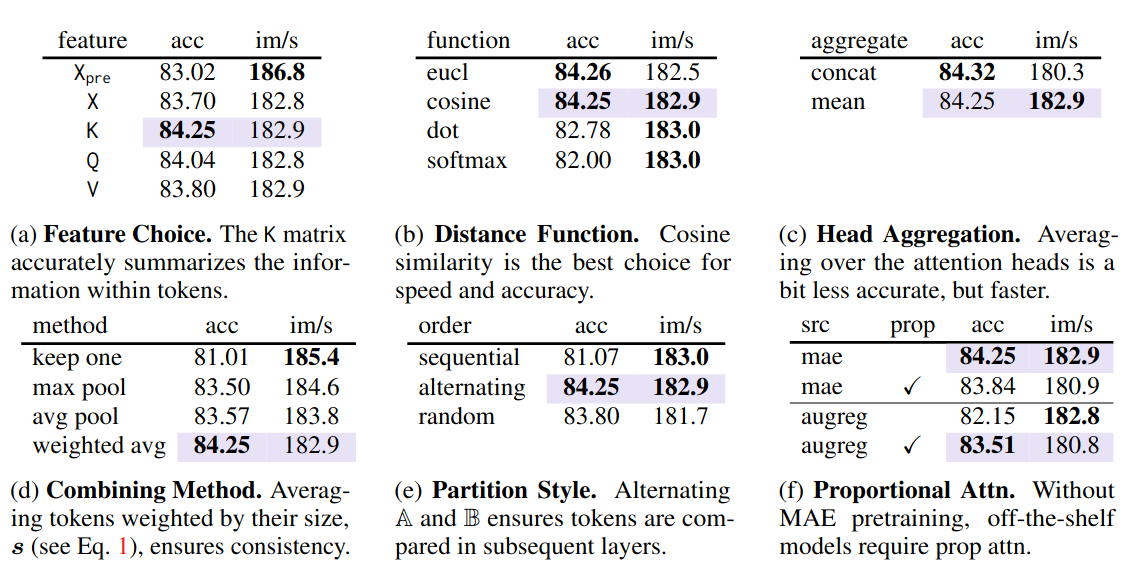 feature acc im/s
Xpre 83.02 186.8
X 83.70 182.8
K 84.25 182.9
Q 84.04 182.8
V 83.80 182.9
(a) Feature Choice. The K matrix
accurately summarizes the infor-
mation within tokens.
function acc im/s
eucl 84.26 182.5
cosine 84.25 182.9
dot 82.78 183.0
softmax 82.00 183.0
(b) Distance Function. Cosine
similarity is the best choice for
speed and accuracy.
aggregate acc im/s
concat 84.32 180.3
mean 84.25 182.9
(c) Head Aggregation. Averag-
ing over the attention heads is a
bit less accurate, but faster.
method acc im/s
keep one 81.01 185.4
max pool 83.50 184.6
avg pool 83.57 183.8
weighted avg 84.25 182.9
(d) Combining Method. Averag-
ing tokens weighted by their size,
s (see Eq. 1), ensures consistency.
order acc im/s
sequential 81.07 183.0
alternating 84.25 182.9
random 83.80 181.7
(e) Partition Style. Alternating
𝔸 and 𝔹 ensures tokens are com-
pared in subsequent layers.
src prop acc im/s
mae 84.25 182.9
mae ✓ 83.84 180.9
augreg 82.15 182.8
augreg ✓ 83.51 180.8
(f) Proportional Attn. Without
MAE pretraining, off-the-shelf
models require prop attn.